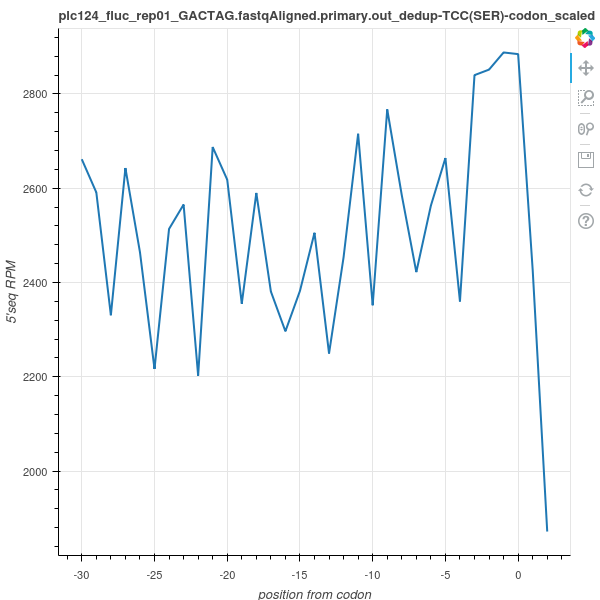 plc124_fluc_rep01_GACTAG.fastqAligned.primary.out_dedup-TCC(SER)-codon_scaled
2800
2600
2400
2200
2000
5'seq RPM
-30 -25 -20 -15 -10 -5 0
position from codon